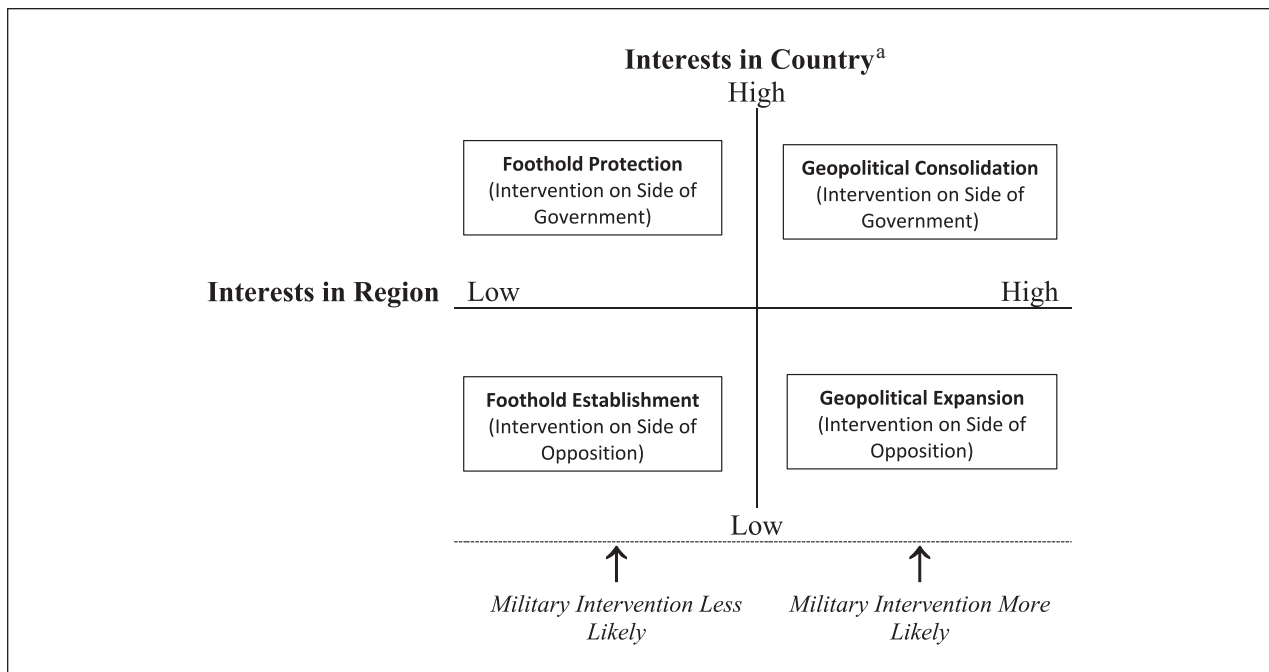 Interests in Countryᵃ
High
Foothold Protection
(Intervention on Side of
Government)
Geopolitical Consolidation
(Intervention on Side of
Government)
Interests in Region
Low
High
Foothold Establishment
(Intervention on Side of
Opposition)
Geopolitical Expansion
(Intervention on Side of
Opposition)
Low
Military Intervention Less
Likely
Military Intervention More
Likely